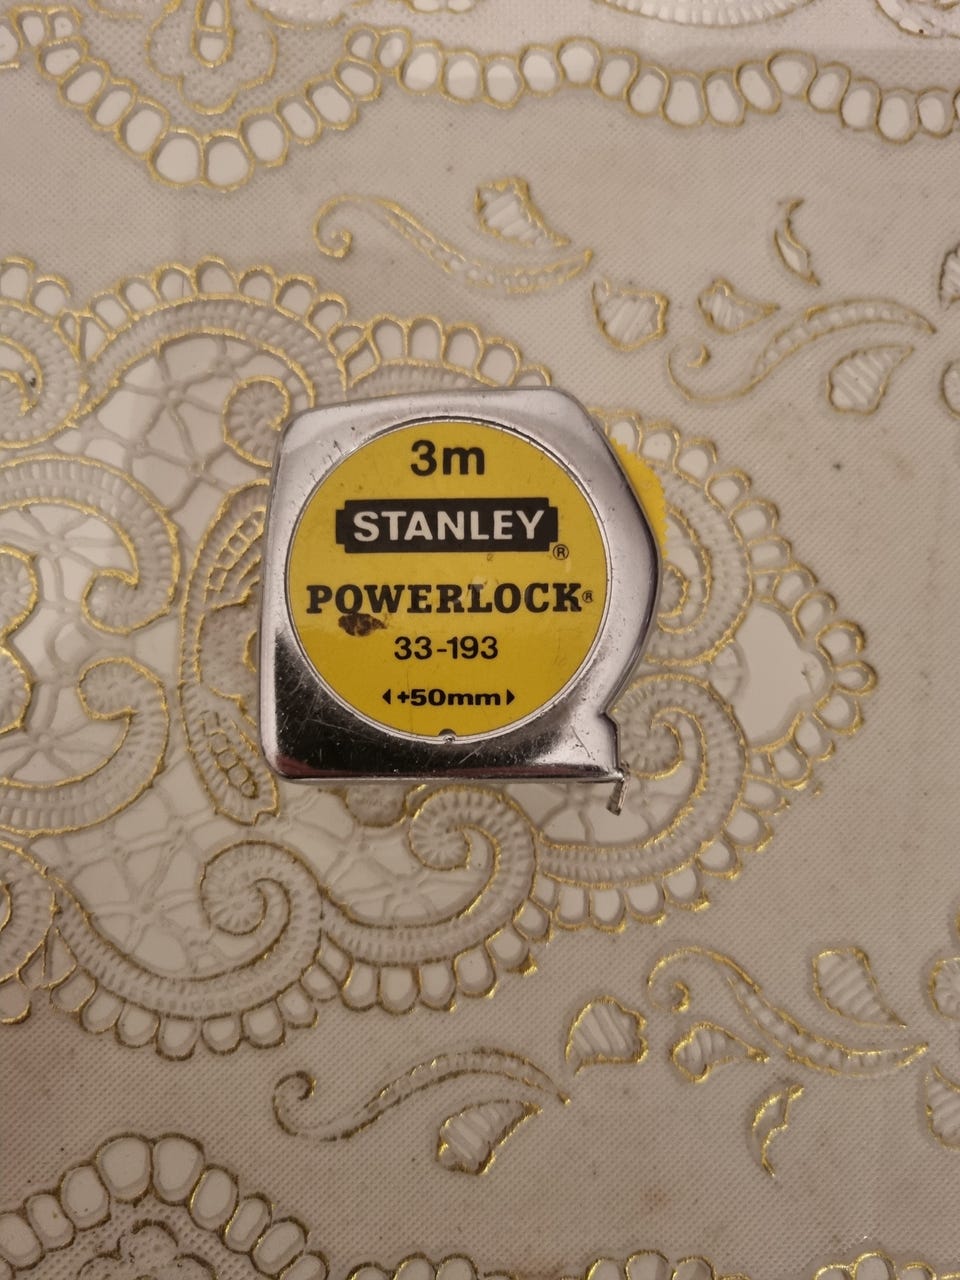 3m
STANLEY®
POWERLOCK®
33-193
+50mm